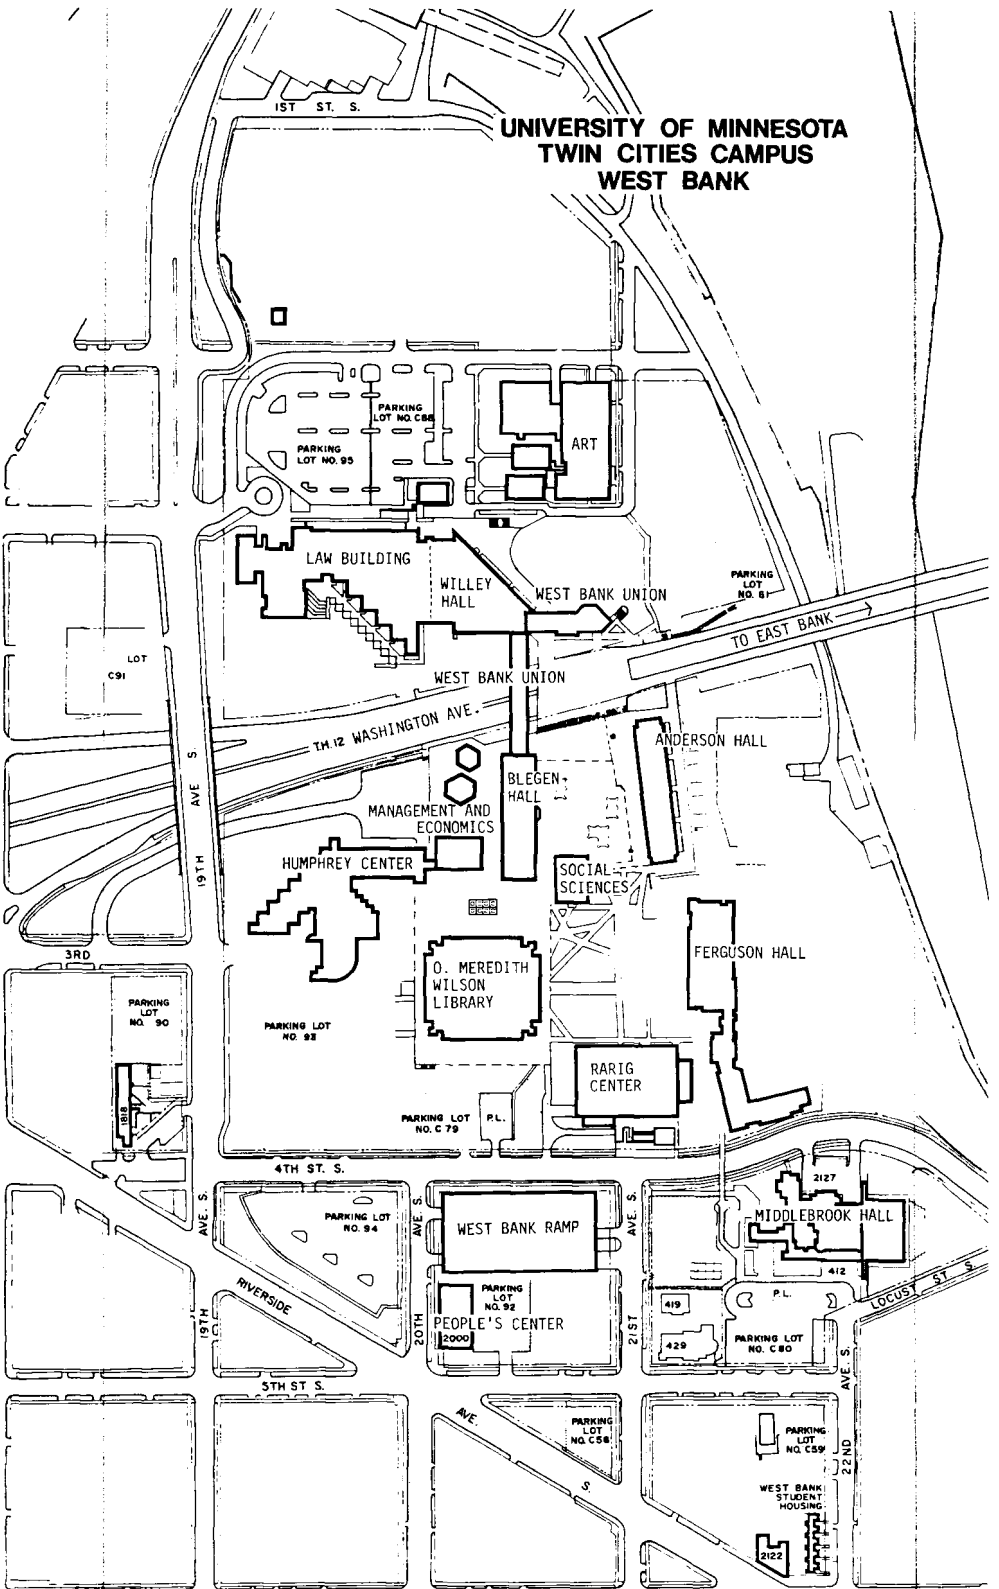 1ST ST. S.
UNIVERSITY OF MINNESOTA
TWIN CITIES CAMPUS
WEST BANK
PARKING
LOT NO. C88
PARKING
LOT NO. 95
ART
LAW BUILDING
WILLEY
HALL
WEST BANK UNION
PARKING
LOT
NO. 81
TO EAST BANK
LOT
C91
WEST BANK UNION
T.H.12 WASHINGTON AVE.
ANDERSON HALL
BLEGEN
HALL
MANAGEMENT AND
ECONOMICS
19TH AVE S.
HUMPHREY CENTER
SOCIAL
SCIENCES
3RD
FERGUSON HALL
O. MEREDITH
WILSON
LIBRARY
PARKING
LOT
NO. 90
PARKING LOT
NO. 93
RARIG
CENTER
1818
PARKING LOT
NO. C 79
P.L.
4TH ST. S.
2127
PARKING LOT
NO. 94
WEST BANK RAMP
MIDDLEBROOK HALL
412
19TH AVE. S.
20TH AVE. S.
21ST AVE. S.
RIVERSIDE
PARKING
LOT
NO. 92
PEOPLE'S CENTER
2000
419
429
P.L.
PARKING LOT
NO. C80
LOCUST ST S.
5TH ST S.
AVE. S.
PARKING
LOT
NO. C58
22ND AVE. S.
PARKING
LOT
NO. C59
WEST BANK
STUDENT
HOUSING
2122